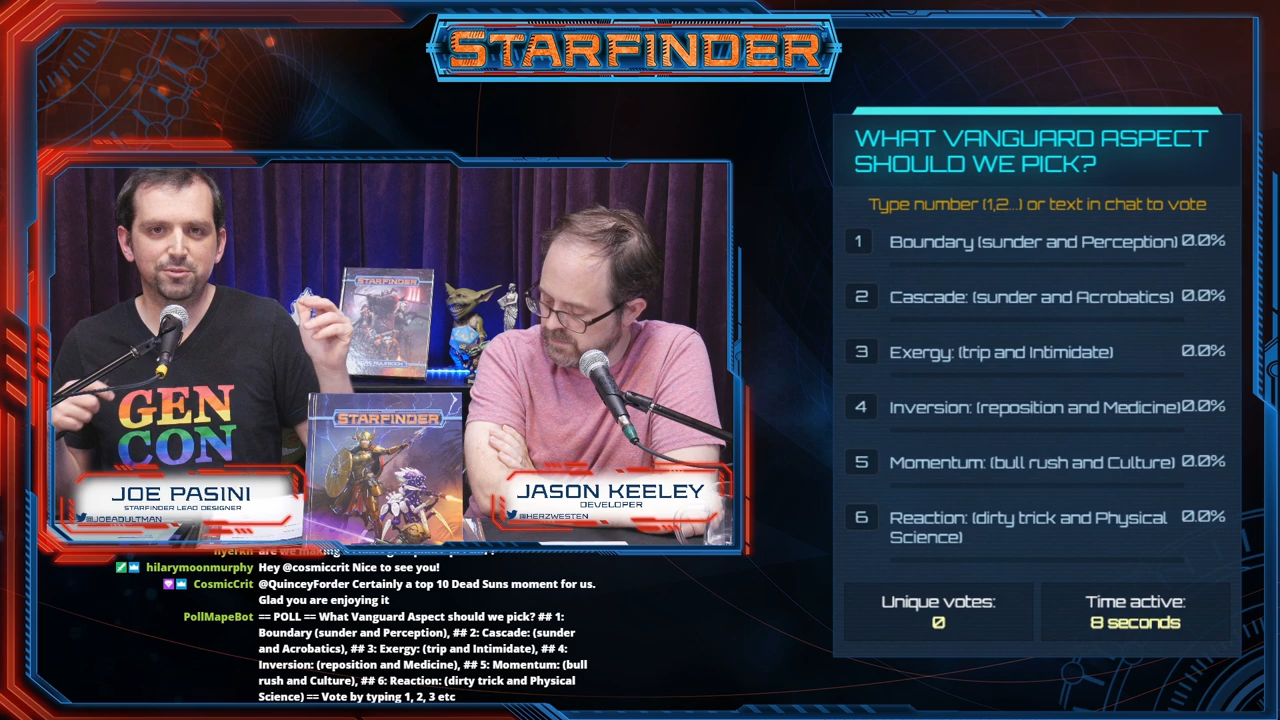 STARFINDER
WHAT VANGUARD ASPECT
SHOULD WE PICK?
Type number (1,2...) or text in chat to vote
1 Boundary (sunder and Perception) 0.0%
2 Cascade: (sunder and Acrobatics) 0.0%
3 Exergy: (trip and Intimidate) 0.0%
4 Inversion: (reposition and Medicine) 0.0%
5 Momentum: (bull rush and Culture) 0.0%
6 Reaction: (dirty trick and Physical 0.0%
Science)
Unique votes:
0
Time active:
8 seconds
STARFINDER
STARFINDER
GEN
CON
JOE PASINI
STARFINDER LEAD DESIGNER
@JOEADULTMAN
JASON KEELEY
DEVELOPER
@HERZWESTEN
hilarymoonmurphy Hey @cosmiccrit Nice to see you!
CosmicCrit @QuinceyForder Certainly a top 10 Dead Suns moment for us.
Glad you are enjoying it
PollMapeBot == POLL == What Vanguard Aspect should we pick? ## 1:
Boundary (sunder and Perception), ## 2: Cascade: (sunder
and Acrobatics), ## 3: Exergy: (trip and Intimidate), ## 4:
Inversion: (reposition and Medicine), ## 5: Momentum: (bull
rush and Culture), ## 6: Reaction: (dirty trick and Physical
Science) == Vote by typing 1, 2, 3 etc